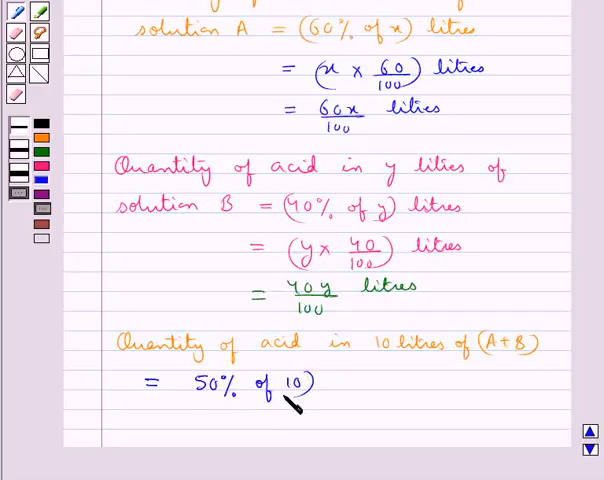 solution A = (60% of x) litres
= (x × 60/100) litres
= 60x/100 litres
Quantity of acid in y litres of
solution B = (40% of y) litres
= (y × 40/100) litres
= 40y/100 litres
Quantity of acid in 10 litres of (A+B)
= 50% of 10)